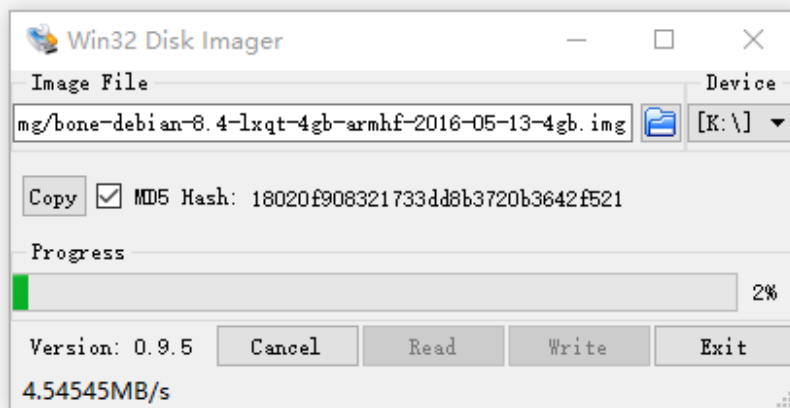 Win32 Disk Imager
Image File
Device
mg/bone-debian-8.4-lxqt-4gb-armhf-2016-05-13-4gb.img
[K:\]
Copy
MD5 Hash: 18020f908321733dd8b3720b3642f521
Progress
2%
Version: 0.9.5
Cancel
Read
Write
Exit
4.54545MB/s